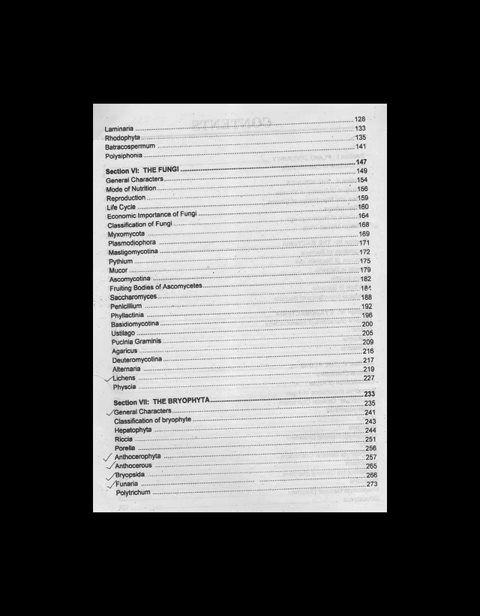 Laminaria 128
Rhodophyta 133
Batracospermum 135
Polysiphonia 141
Section VI: THE FUNGI 147
General Characters 149
Mode of Nutrition 154
Reproduction 156
Life Cycle 159
Economic Importance of Fungi 160
Classification of Fungi 164
Myxomycota 168
Plasmodiophora 169
Mastigomycotina 171
Pythium 172
Mucor 175
Ascomycotina 179
Fruiting Bodies of Ascomycetes 182
Saccharomyces 184
Penicillium 188
Phyllactinia 192
Basidiomycotina 196
Ustilago 200
Pucinia Graminis 205
Agaricus 209
Deuteromycotina 216
Alternaria 217
Lichens 219
Physcia 227
Section VII: THE BRYOPHYTA 233
General Characters 235
Classification of bryophyte 241
Hepatophyta 243
Riccia 244
Porella 251
Anthocerophyta 256
Anthocerous 257
Bryopsida 265
Funaria 266
Polytrichum 273